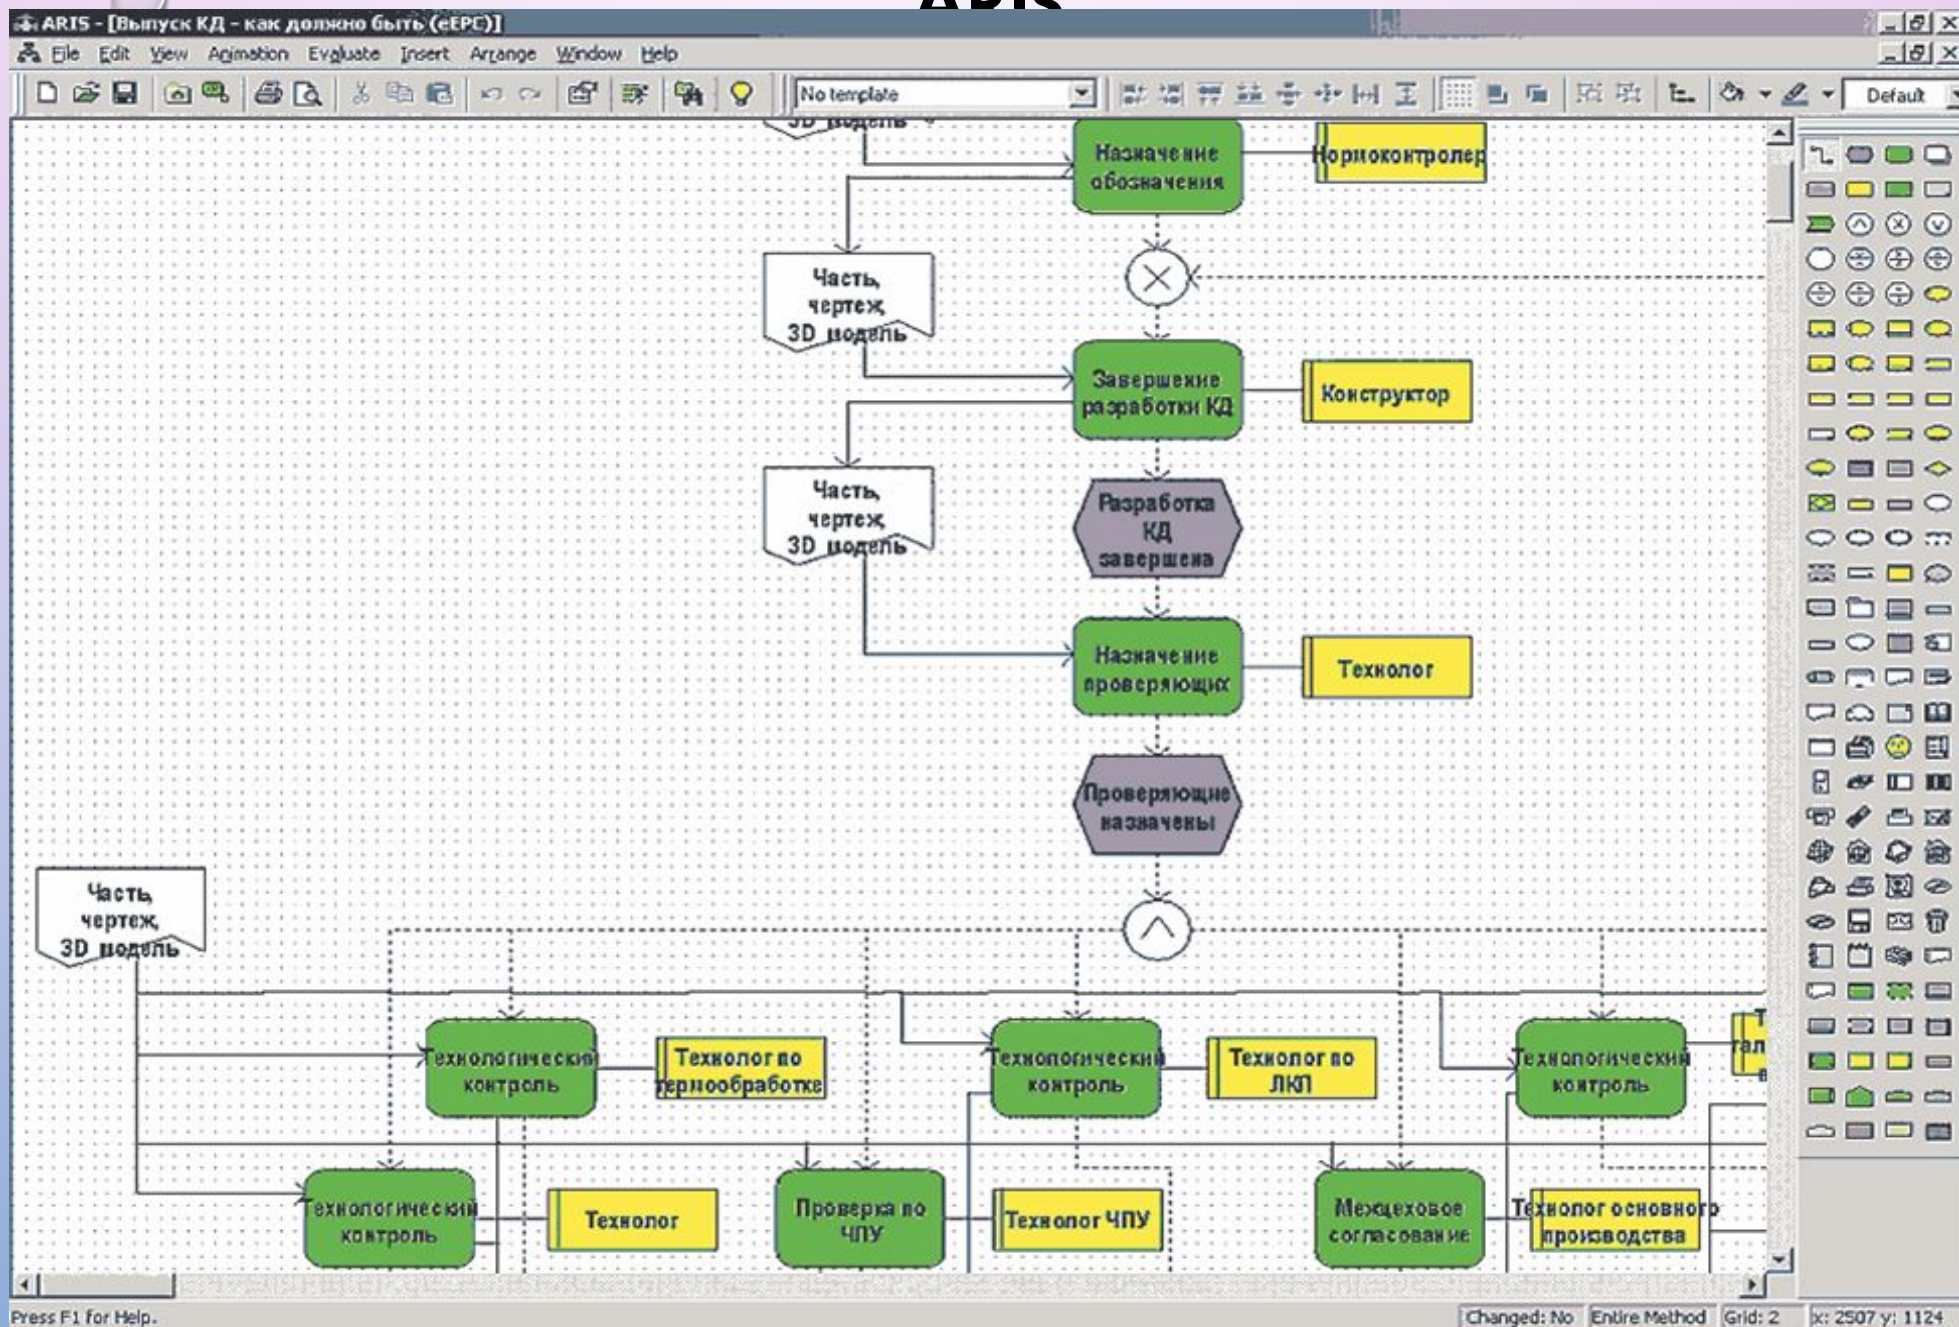 ARIS
ARIS - [Выпуск КД - как должно быть (eEPC)]
File Edit View Animation Evaluate Insert Arrange Window Help
No template
Default
3D модель
Назначение
обозначения
Нормоконтролер
Часть,
чертеж,
3D модель
Завершение
разработки КД
Конструктор
Часть,
чертеж,
3D модель
Разработка
КД
завершена
Назначение
проверяющих
Технолог
Проверяющие
назначены
Часть,
чертеж,
3D модель
Технологический
контроль
Технолог по
термообработке
Технологический
контроль
Технолог по
ЛКП
Технологический
контроль
Технологический
контроль
Технолог
Проверка по
ЧПУ
Технолог ЧПУ
Межцеховое
согласование
Технолог основного
производства
Press F1 for Help.
Changed: No Entire Method Grid: 2 x: 2507 y: 1124